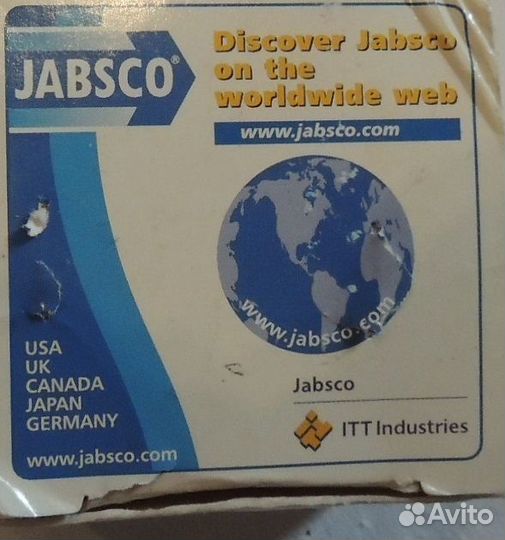 JABSCO®
Discover Jabsco
on the
worldwide web
www.jabsco.com
www.jabsco.com
USA
UK
CANADA
JAPAN
GERMANY
www.jabsco.com
Jabsco
ITT Industries
Avito